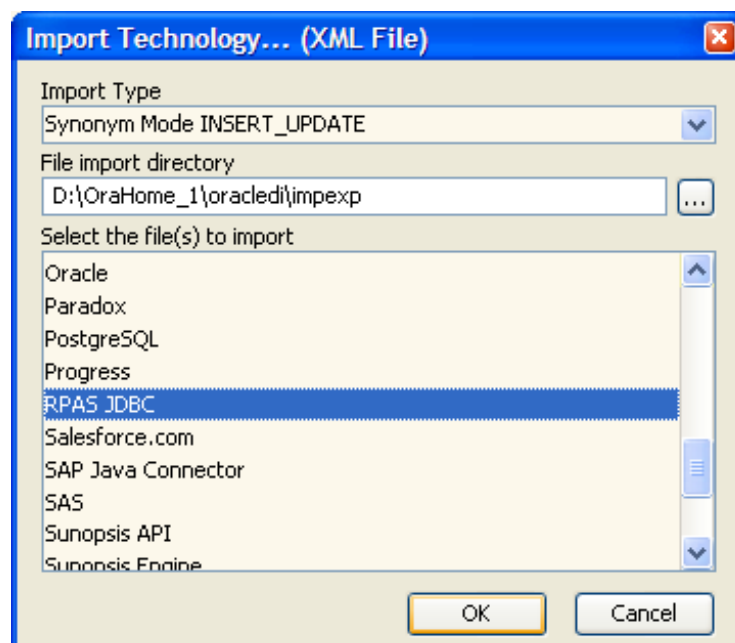 Import Technology... (XML File)
Import Type
Synonym Mode INSERT_UPDATE
File import directory
D:\OraHome_1\oracledi\impexp
...
Select the file(s) to import
Oracle
Paradox
PostgreSQL
Progress
RPAS JDBC
Salesforce.com
SAP Java Connector
SAS
Sunopsis API
Sunopsis Engine
OK Cancel